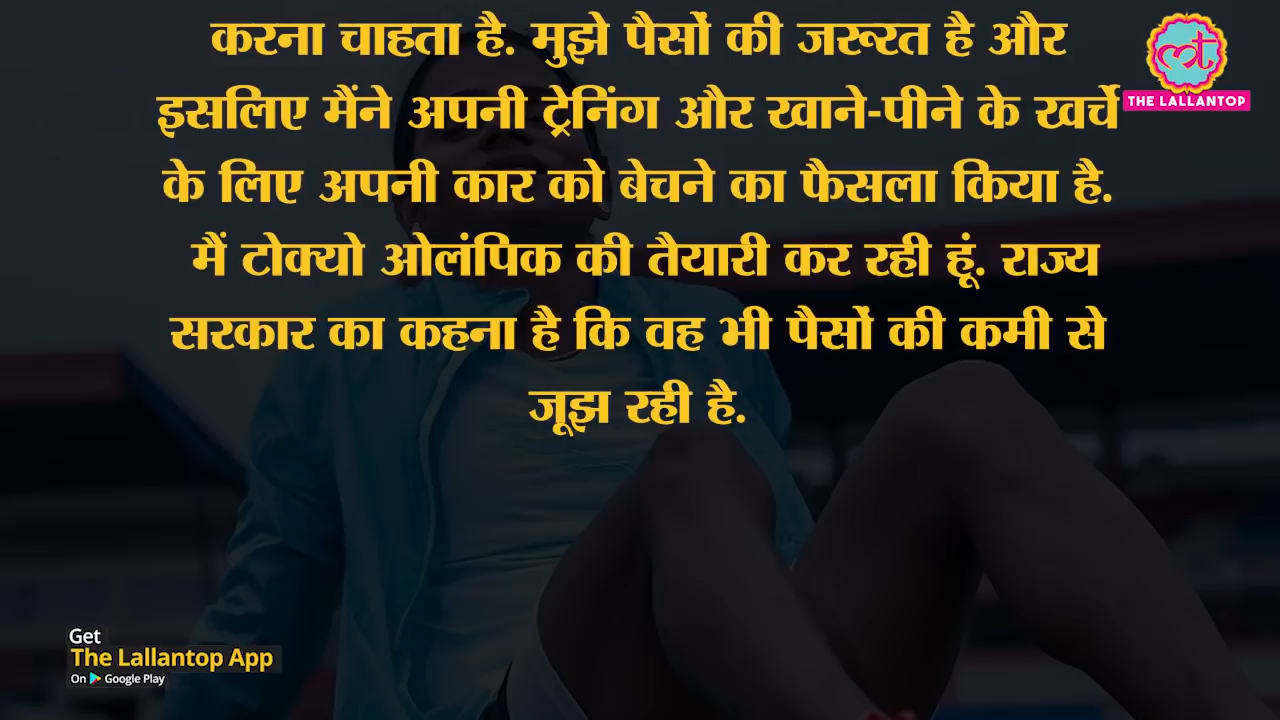 करना चाहता है. मुझे पैसों की जरूरत है और
इसलिए मैंने अपनी ट्रेनिंग और खाने-पीने के खर्चे
के लिए अपनी कार को बेचने का फैसला किया है.
मैं टोक्यो ओलंपिक की तैयारी कर रही हूं. राज्य
सरकार का कहना है कि वह भी पैसों की कमी से
जूझ रही है.
lt
THE LALLANTOP
Get
The Lallantop App
On Google Play